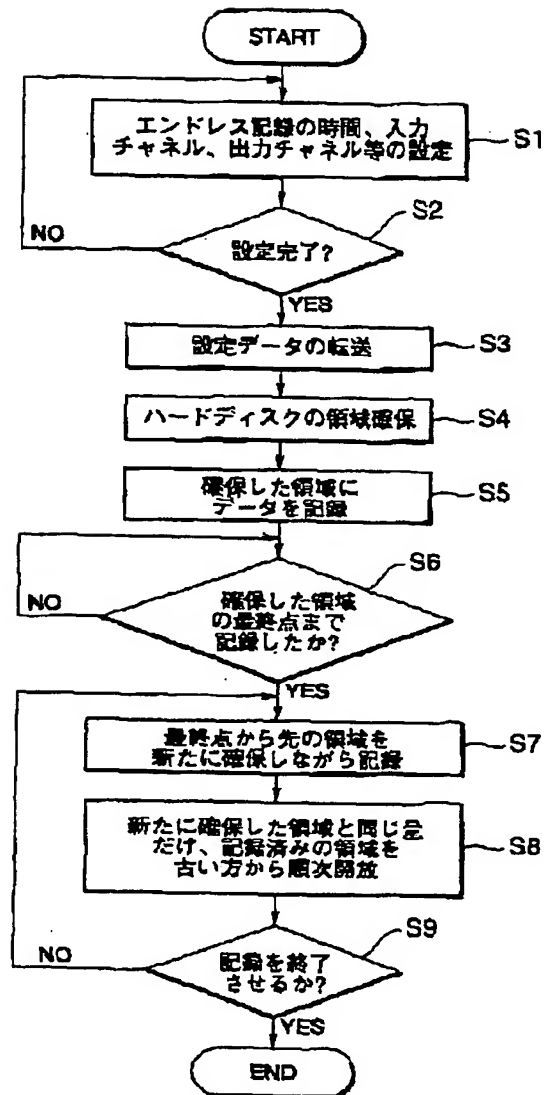 START
エンドレス記録の時間、入力
チャネル、出力チャネル等の設定
S1
S2
NO
設定完了?
YES
設定データの転送
S3
ハードディスクの領域確保
S4
確保した領域に
データを記録
S5
S6
NO
確保した領域
の最終点まで
記録したか?
YES
最終点から先の領域を
新たに確保しながら記録
S7
新たに確保した領域と同じ量
だけ、記録済みの領域を
古い方から順次開放
S8
S9
NO
記録を終了
させるか?
YES
END